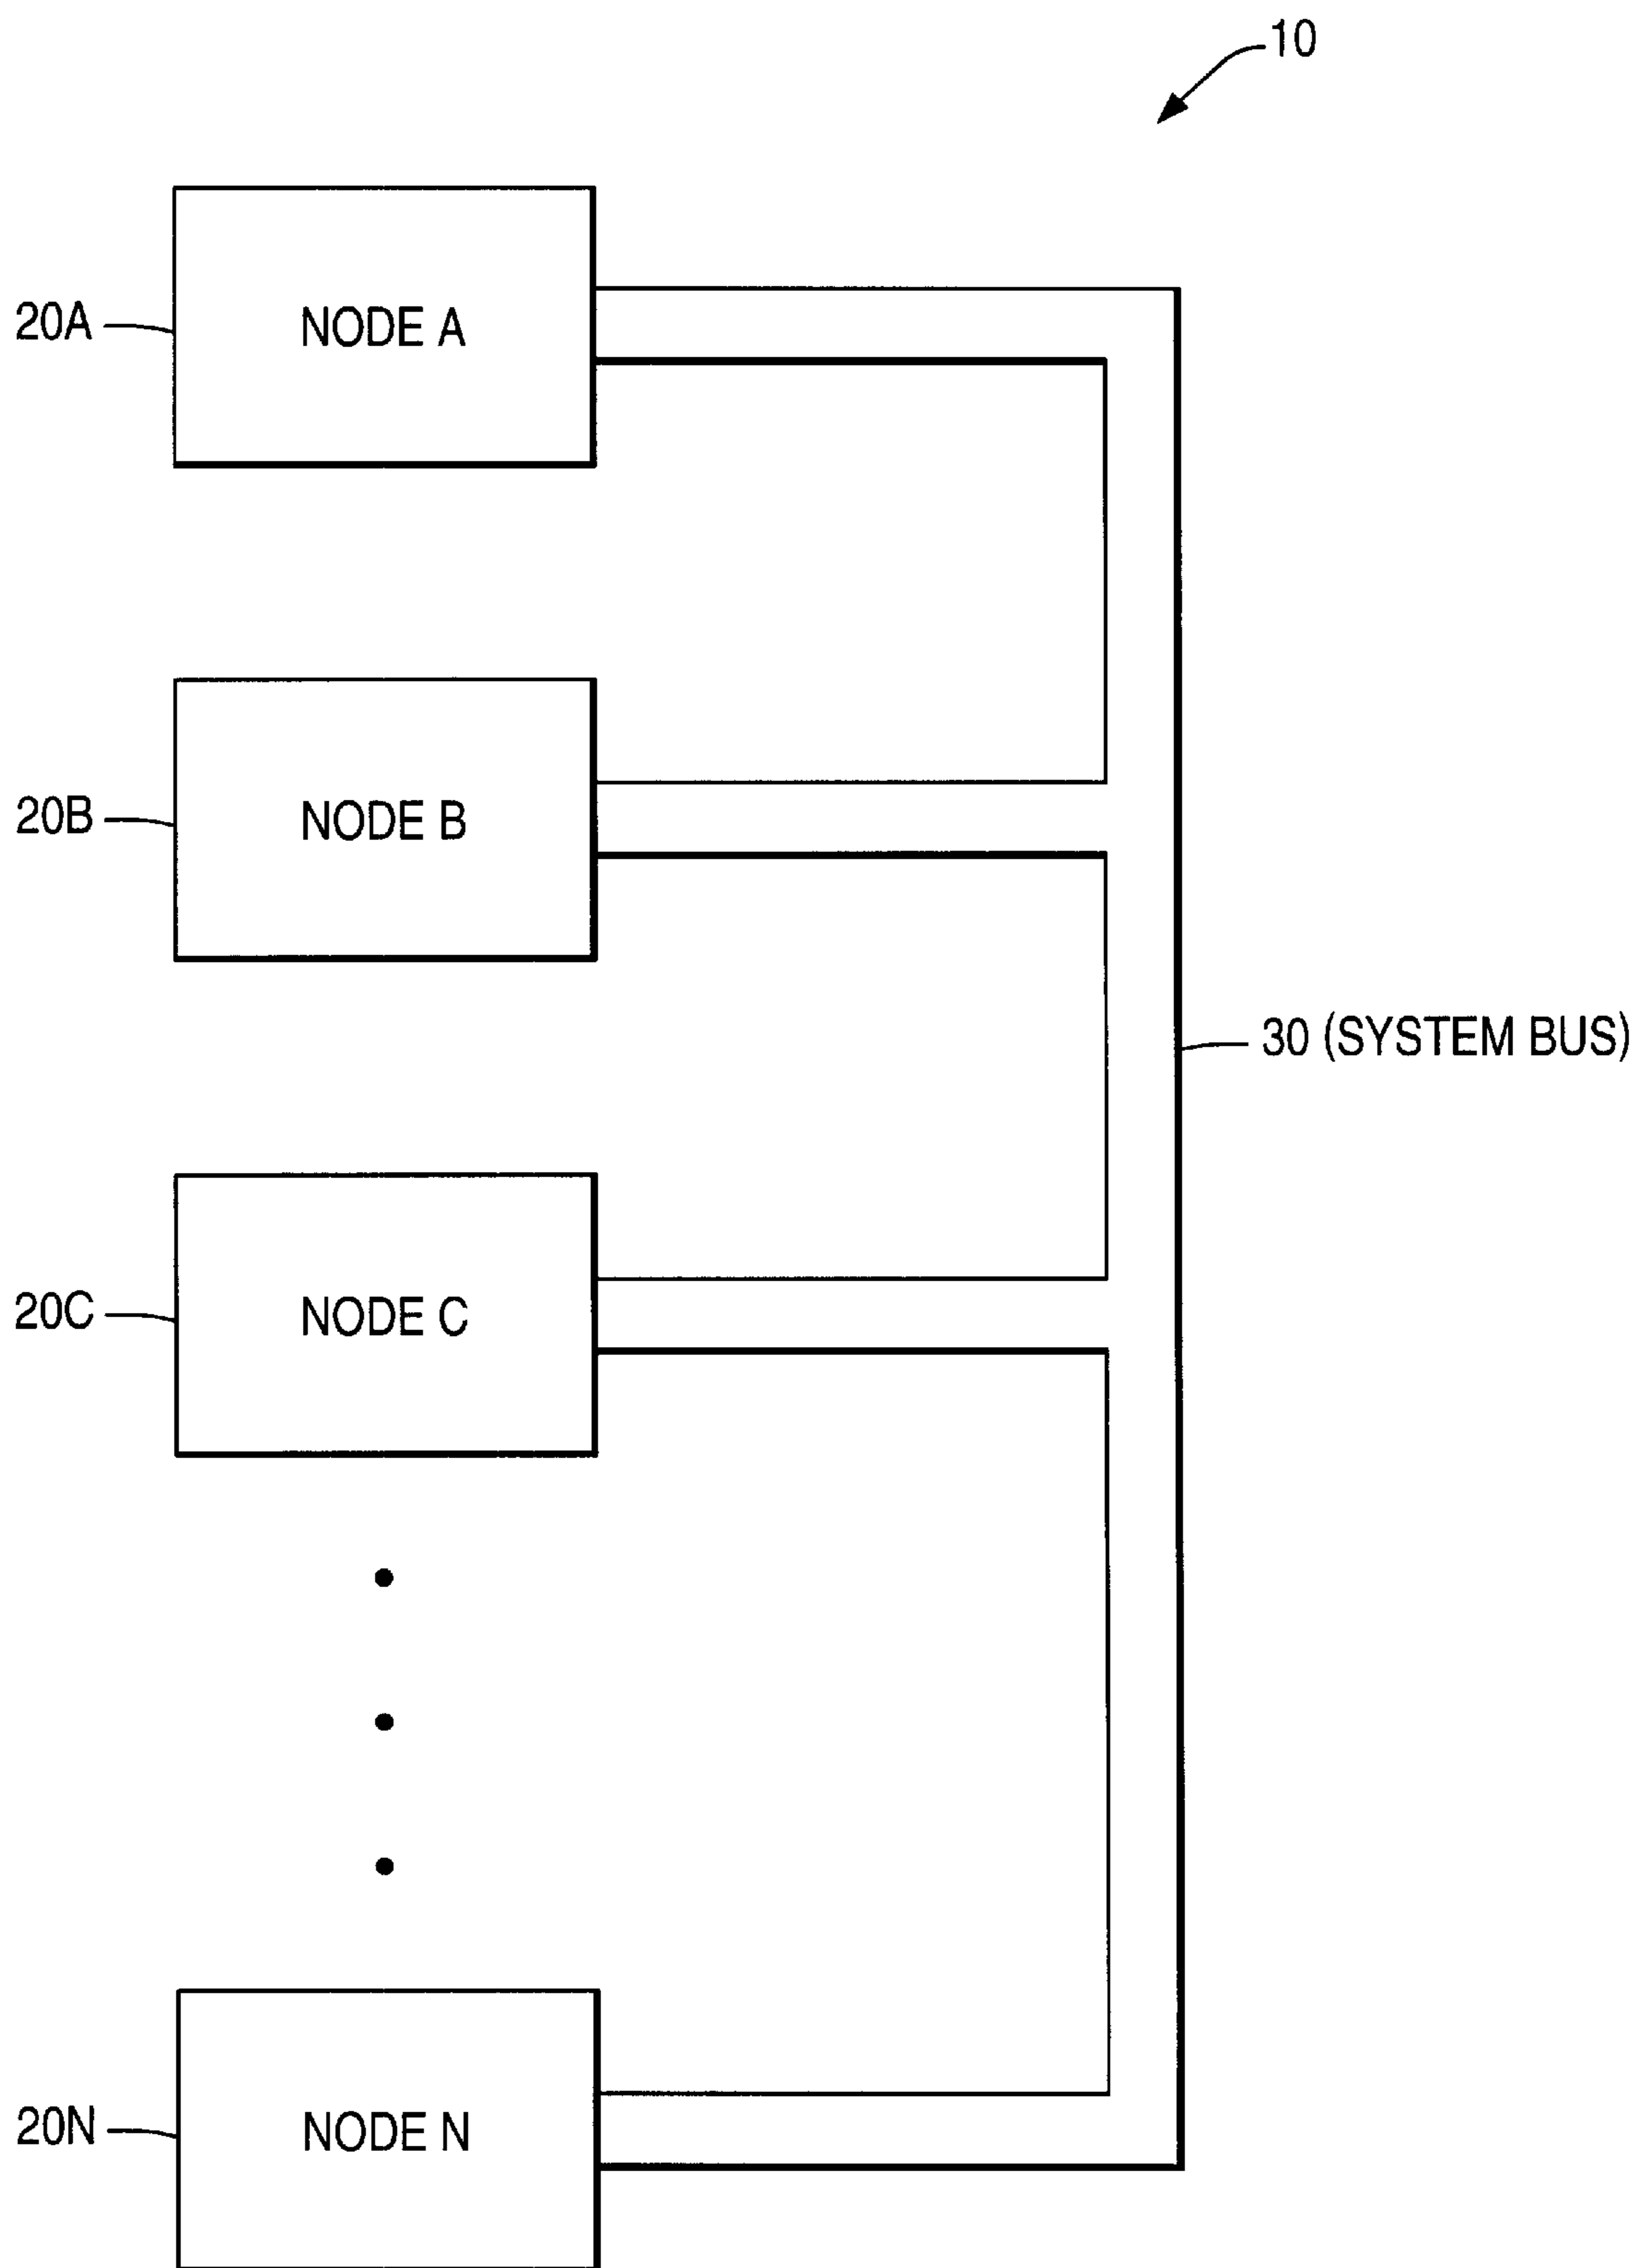 10
20A
NODE A
20B
NODE B
30 (SYSTEM BUS)
20C
NODE C
20N
NODE N